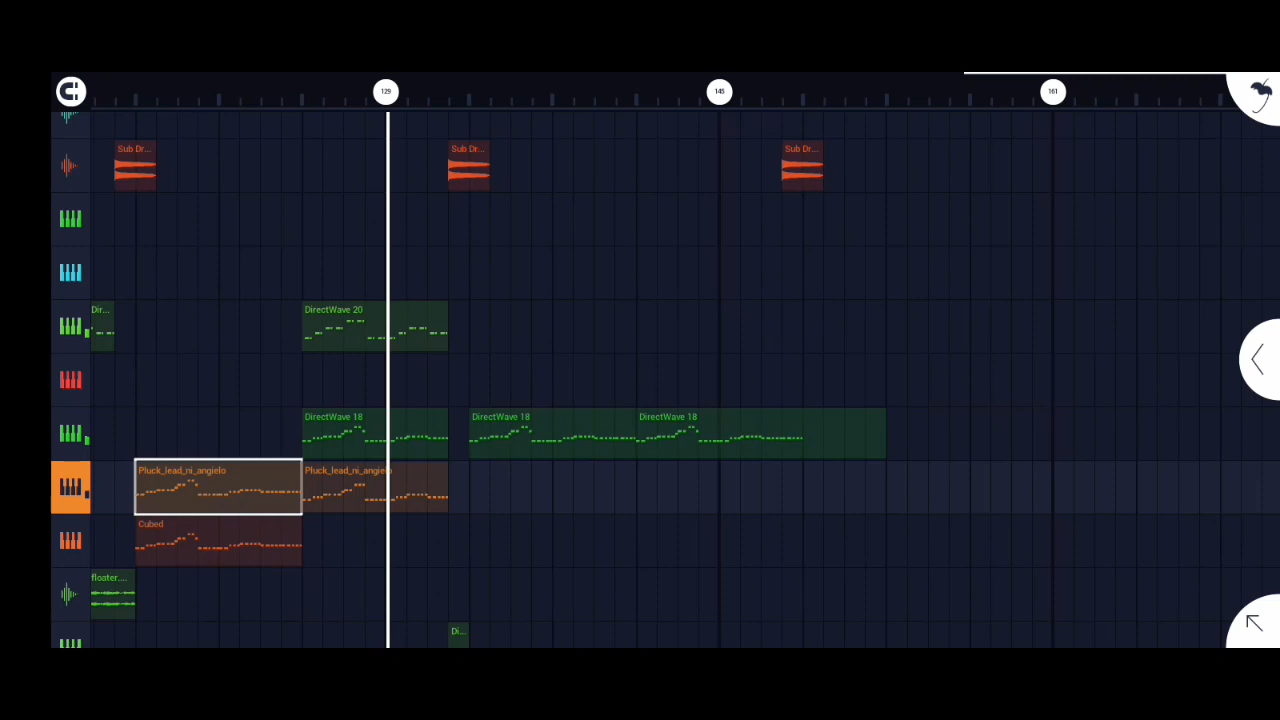 129
145
161
Sub Dr...
Sub Dr...
Sub Dr...
Dir...
DirectWave 20
DirectWave 18
DirectWave 18
DirectWave 18
Pluck_lead_ni_angielo
Pluck_lead_ni_angielo
Cubed
floater....
Di...